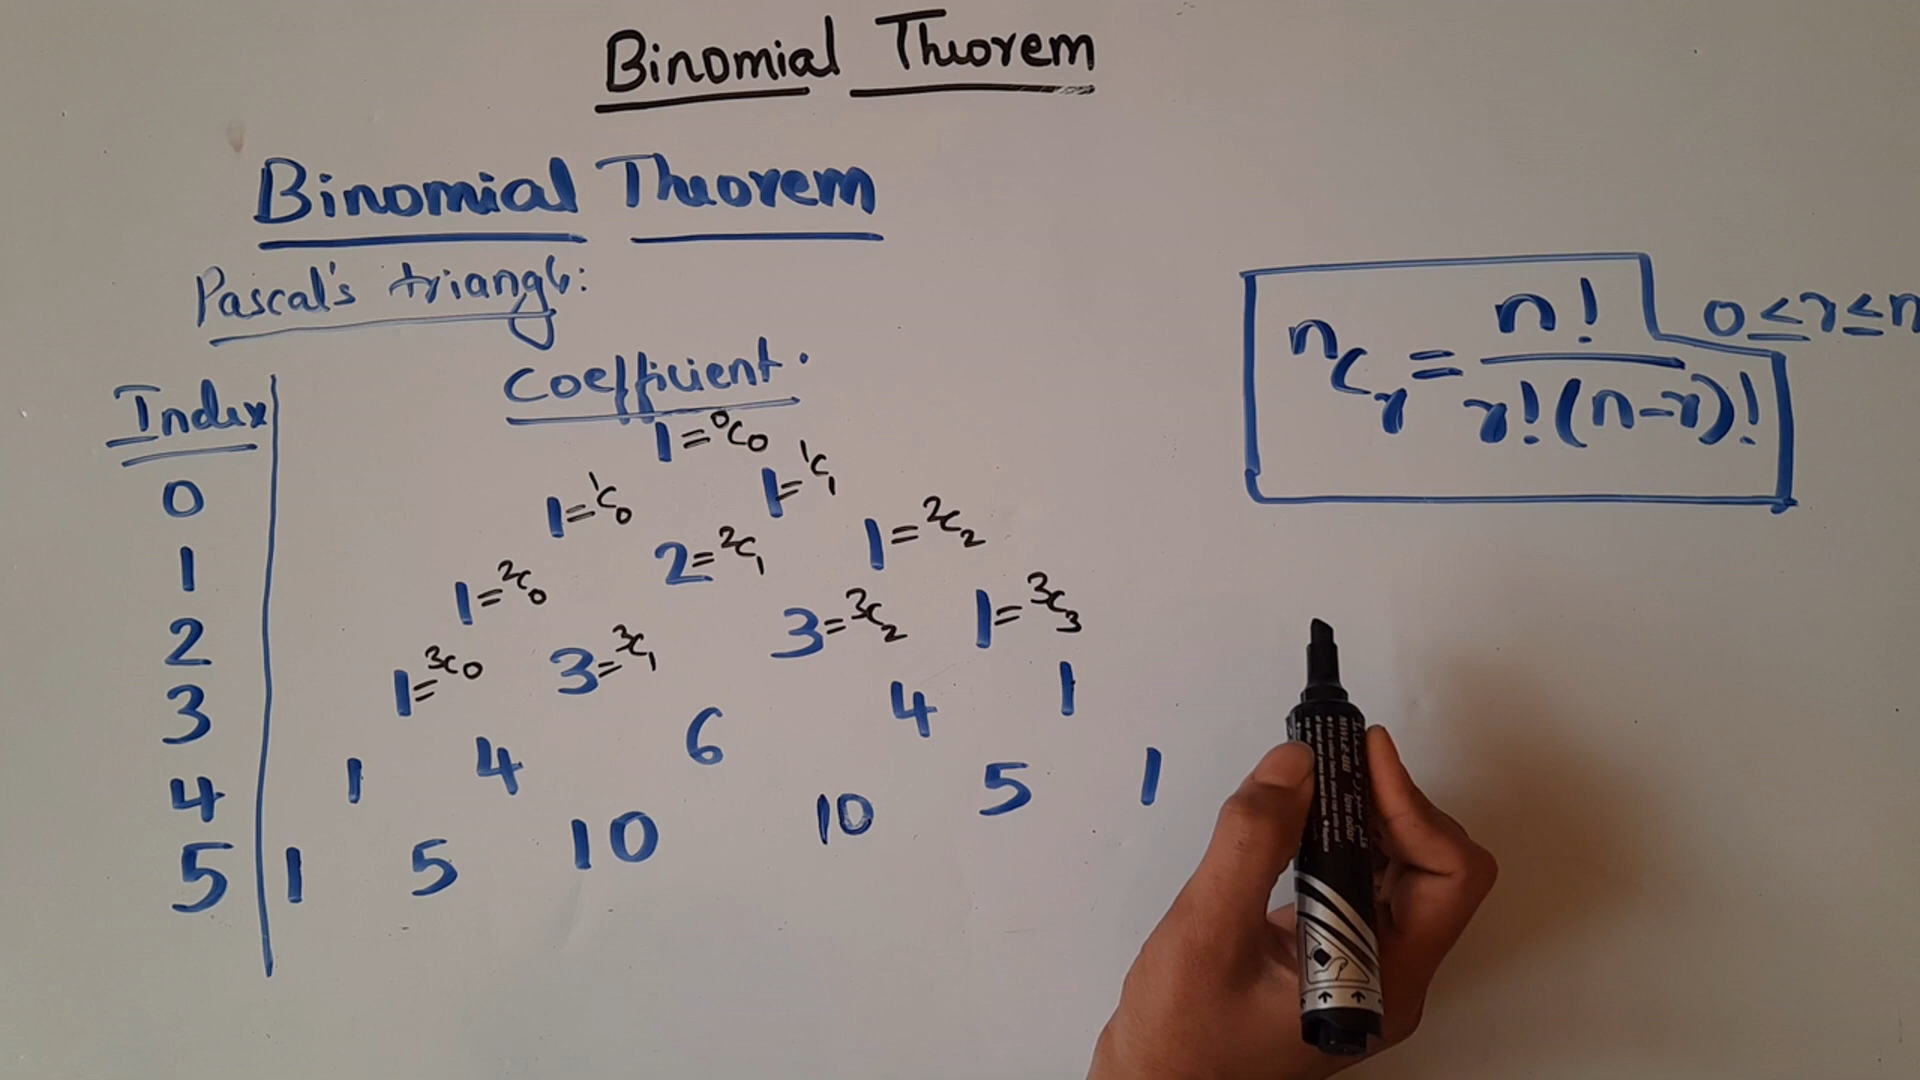 Binomial Theorem
Binomial Theorem
Pascal's triangle:
Index
Coefficient.
ⁿCᵣ = n! / r!(n-r)!
0≤r≤n
0
1=⁰C₀
1
1=¹C₀ 1=¹C₁
2
1=²C₀ 2=²C₁ 1=²C₂
3
1=³C₀ 3=³C₁ 3=³C₂ 1=³C₃
4
1 4 6 4 1
5
1 5 10 10 5 1